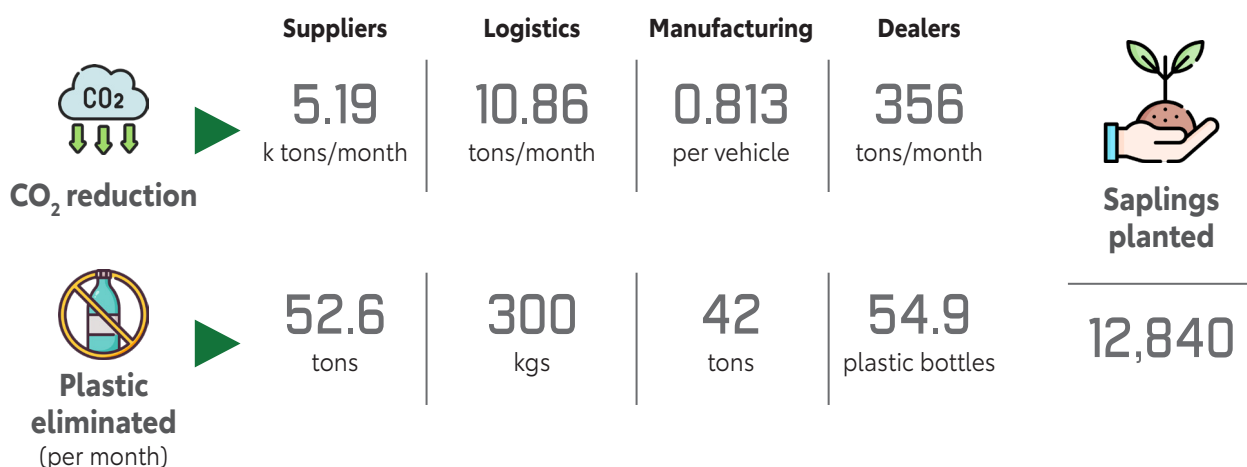 Suppliers Logistics Manufacturing Dealers
CO2
5.19 10.86 0.813 356
k tons/month tons/month per vehicle tons/month
CO₂ reduction
Saplings
planted
52.6 300 42 54.9
tons kgs tons plastic bottles
12,840
Plastic
eliminated
(per month)